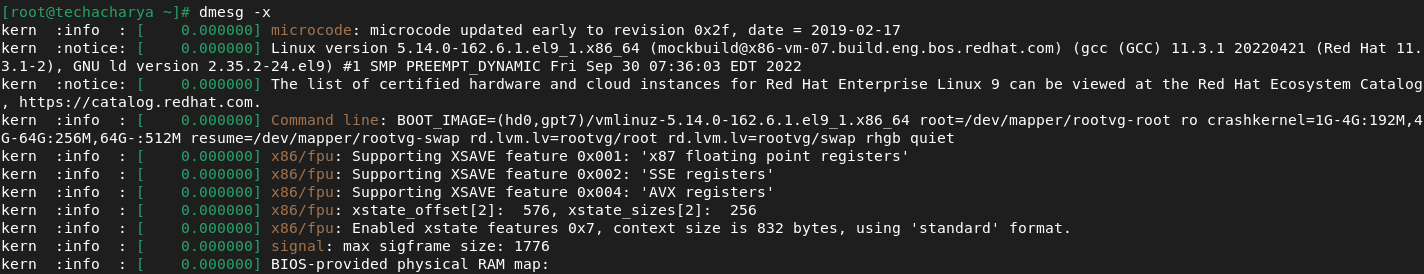 [root@techacharya ~]# dmesg -x
kern  :info  : [    0.000000] microcode: microcode updated early to revision 0x2f, date = 2019-02-17
kern  :notice: [    0.000000] Linux version 5.14.0-162.6.1.el9_1.x86_64 (mockbuild@x86-vm-07.build.eng.bos.redhat.com) (gcc (GCC) 11.3.1 20220421 (Red Hat 11.
3.1-2), GNU ld version 2.35.2-24.el9) #1 SMP PREEMPT_DYNAMIC Fri Sep 30 07:36:03 EDT 2022
kern  :notice: [    0.000000] The list of certified hardware and cloud instances for Red Hat Enterprise Linux 9 can be viewed at the Red Hat Ecosystem Catalog
, https://catalog.redhat.com.
kern  :info  : [    0.000000] Command line: BOOT_IMAGE=(hd0,gpt7)/vmlinuz-5.14.0-162.6.1.el9_1.x86_64 root=/dev/mapper/rootvg-root ro crashkernel=1G-4G:192M,4
G-64G:256M,64G-:512M resume=/dev/mapper/rootvg-swap rd.lvm.lv=rootvg/root rd.lvm.lv=rootvg/swap rhgb quiet
kern  :info  : [    0.000000] x86/fpu: Supporting XSAVE feature 0x001: 'x87 floating point registers'
kern  :info  : [    0.000000] x86/fpu: Supporting XSAVE feature 0x002: 'SSE registers'
kern  :info  : [    0.000000] x86/fpu: Supporting XSAVE feature 0x004: 'AVX registers'
kern  :info  : [    0.000000] x86/fpu: xstate_offset[2]:  576, xstate_sizes[2]:  256
kern  :info  : [    0.000000] x86/fpu: Enabled xstate features 0x7, context size is 832 bytes, using 'standard' format.
kern  :info  : [    0.000000] signal: max sigframe size: 1776
kern  :info  : [    0.000000] BIOS-provided physical RAM map: